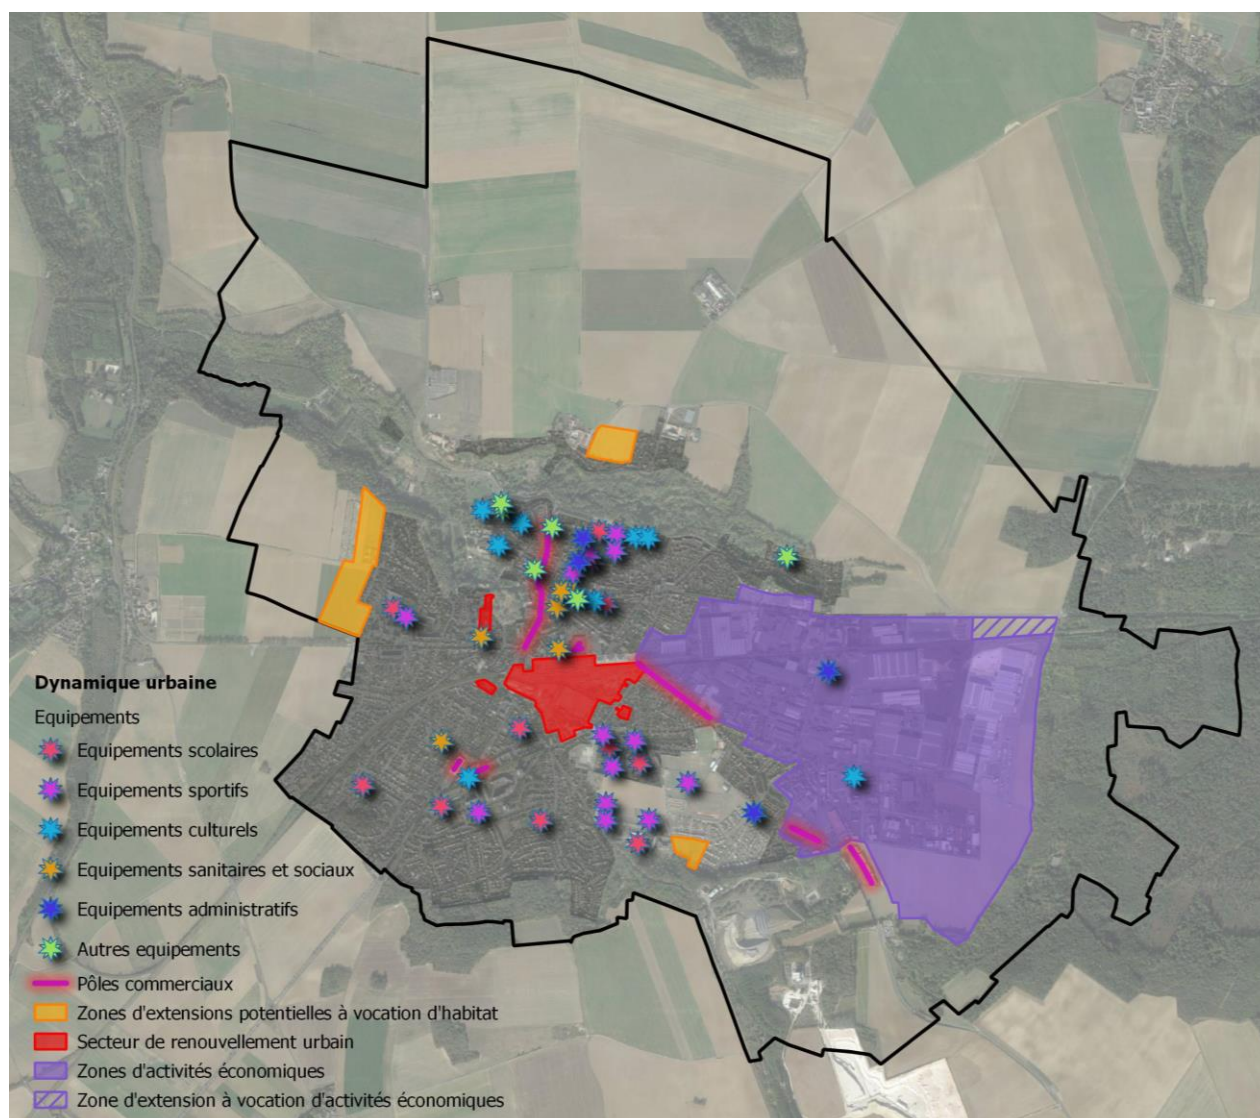 Dynamique urbaine
Equipements
Equipements scolaires
Equipements sportifs
Equipements culturels
Equipements sanitaires et sociaux
Equipements administratifs
Autres equipements
Pôles commerciaux
Zones d'extensions potentielles à vocation d'habitat
Secteur de renouvellement urbain
Zones d'activités économiques
Zone d'extension à vocation d'activités économiques